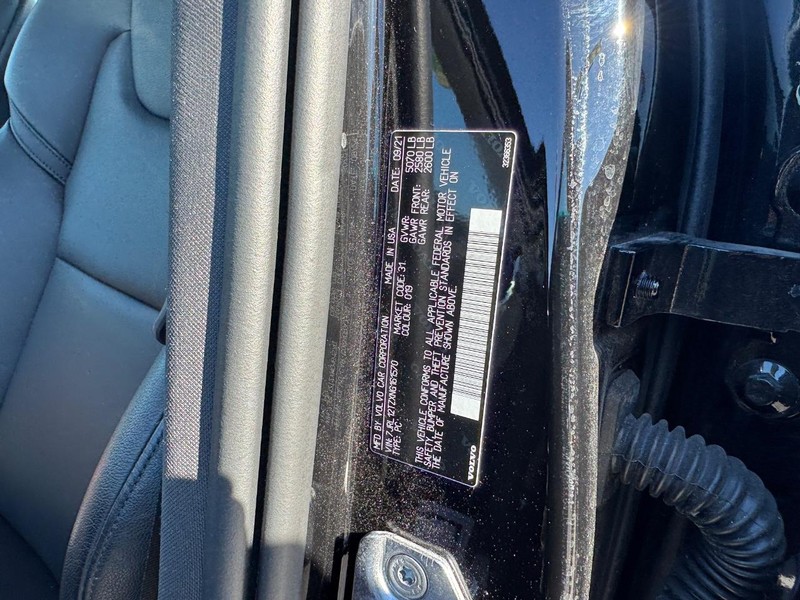 MFD BY VOLVO CAR CORPORATION MADE IN USA DATE: 09/21
VIN: 7JRL12TZXNG161570 MARKET CODE: 31 GVWR: 5070 LB
TYPE: PC COLOUR: 019 GAWR FRONT: 2580 LB
GAWR REAR: 2600 LB
THIS VEHICLE CONFORMS TO ALL APPLICABLE FEDERAL MOTOR VEHICLE
SAFETY, BUMPER AND THEFT PREVENTION STANDARDS IN EFFECT ON
THE DATE OF MANUFACTURE SHOWN ABOVE.
VOLVO